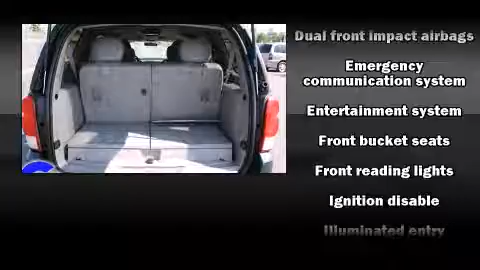 Dual front impact airbags
Emergency
communication system
Entertainment system
Front bucket seats
Front reading lights
Ignition disable
Illuminated entry